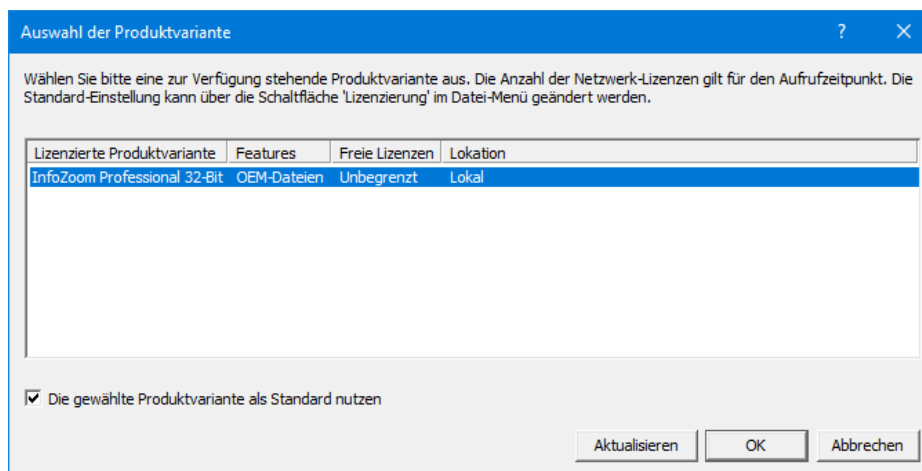 Auswahl der Produktvariante
Wählen Sie bitte eine zur Verfügung stehende Produktvariante aus. Die Anzahl der Netzwerk-Lizenzen gilt für den Aufrufzeitpunkt. Die
Standard-Einstellung kann über die Schaltfläche 'Lizenzierung' im Datei-Menü geändert werden.
Lizenzierte Produktvariante Features Freie Lizenzen Lokation
InfoZoom Professional 32-Bit OEM-Dateien Unbegrenzt Lokal
Die gewählte Produktvariante als Standard nutzen
Aktualisieren OK Abbrechen